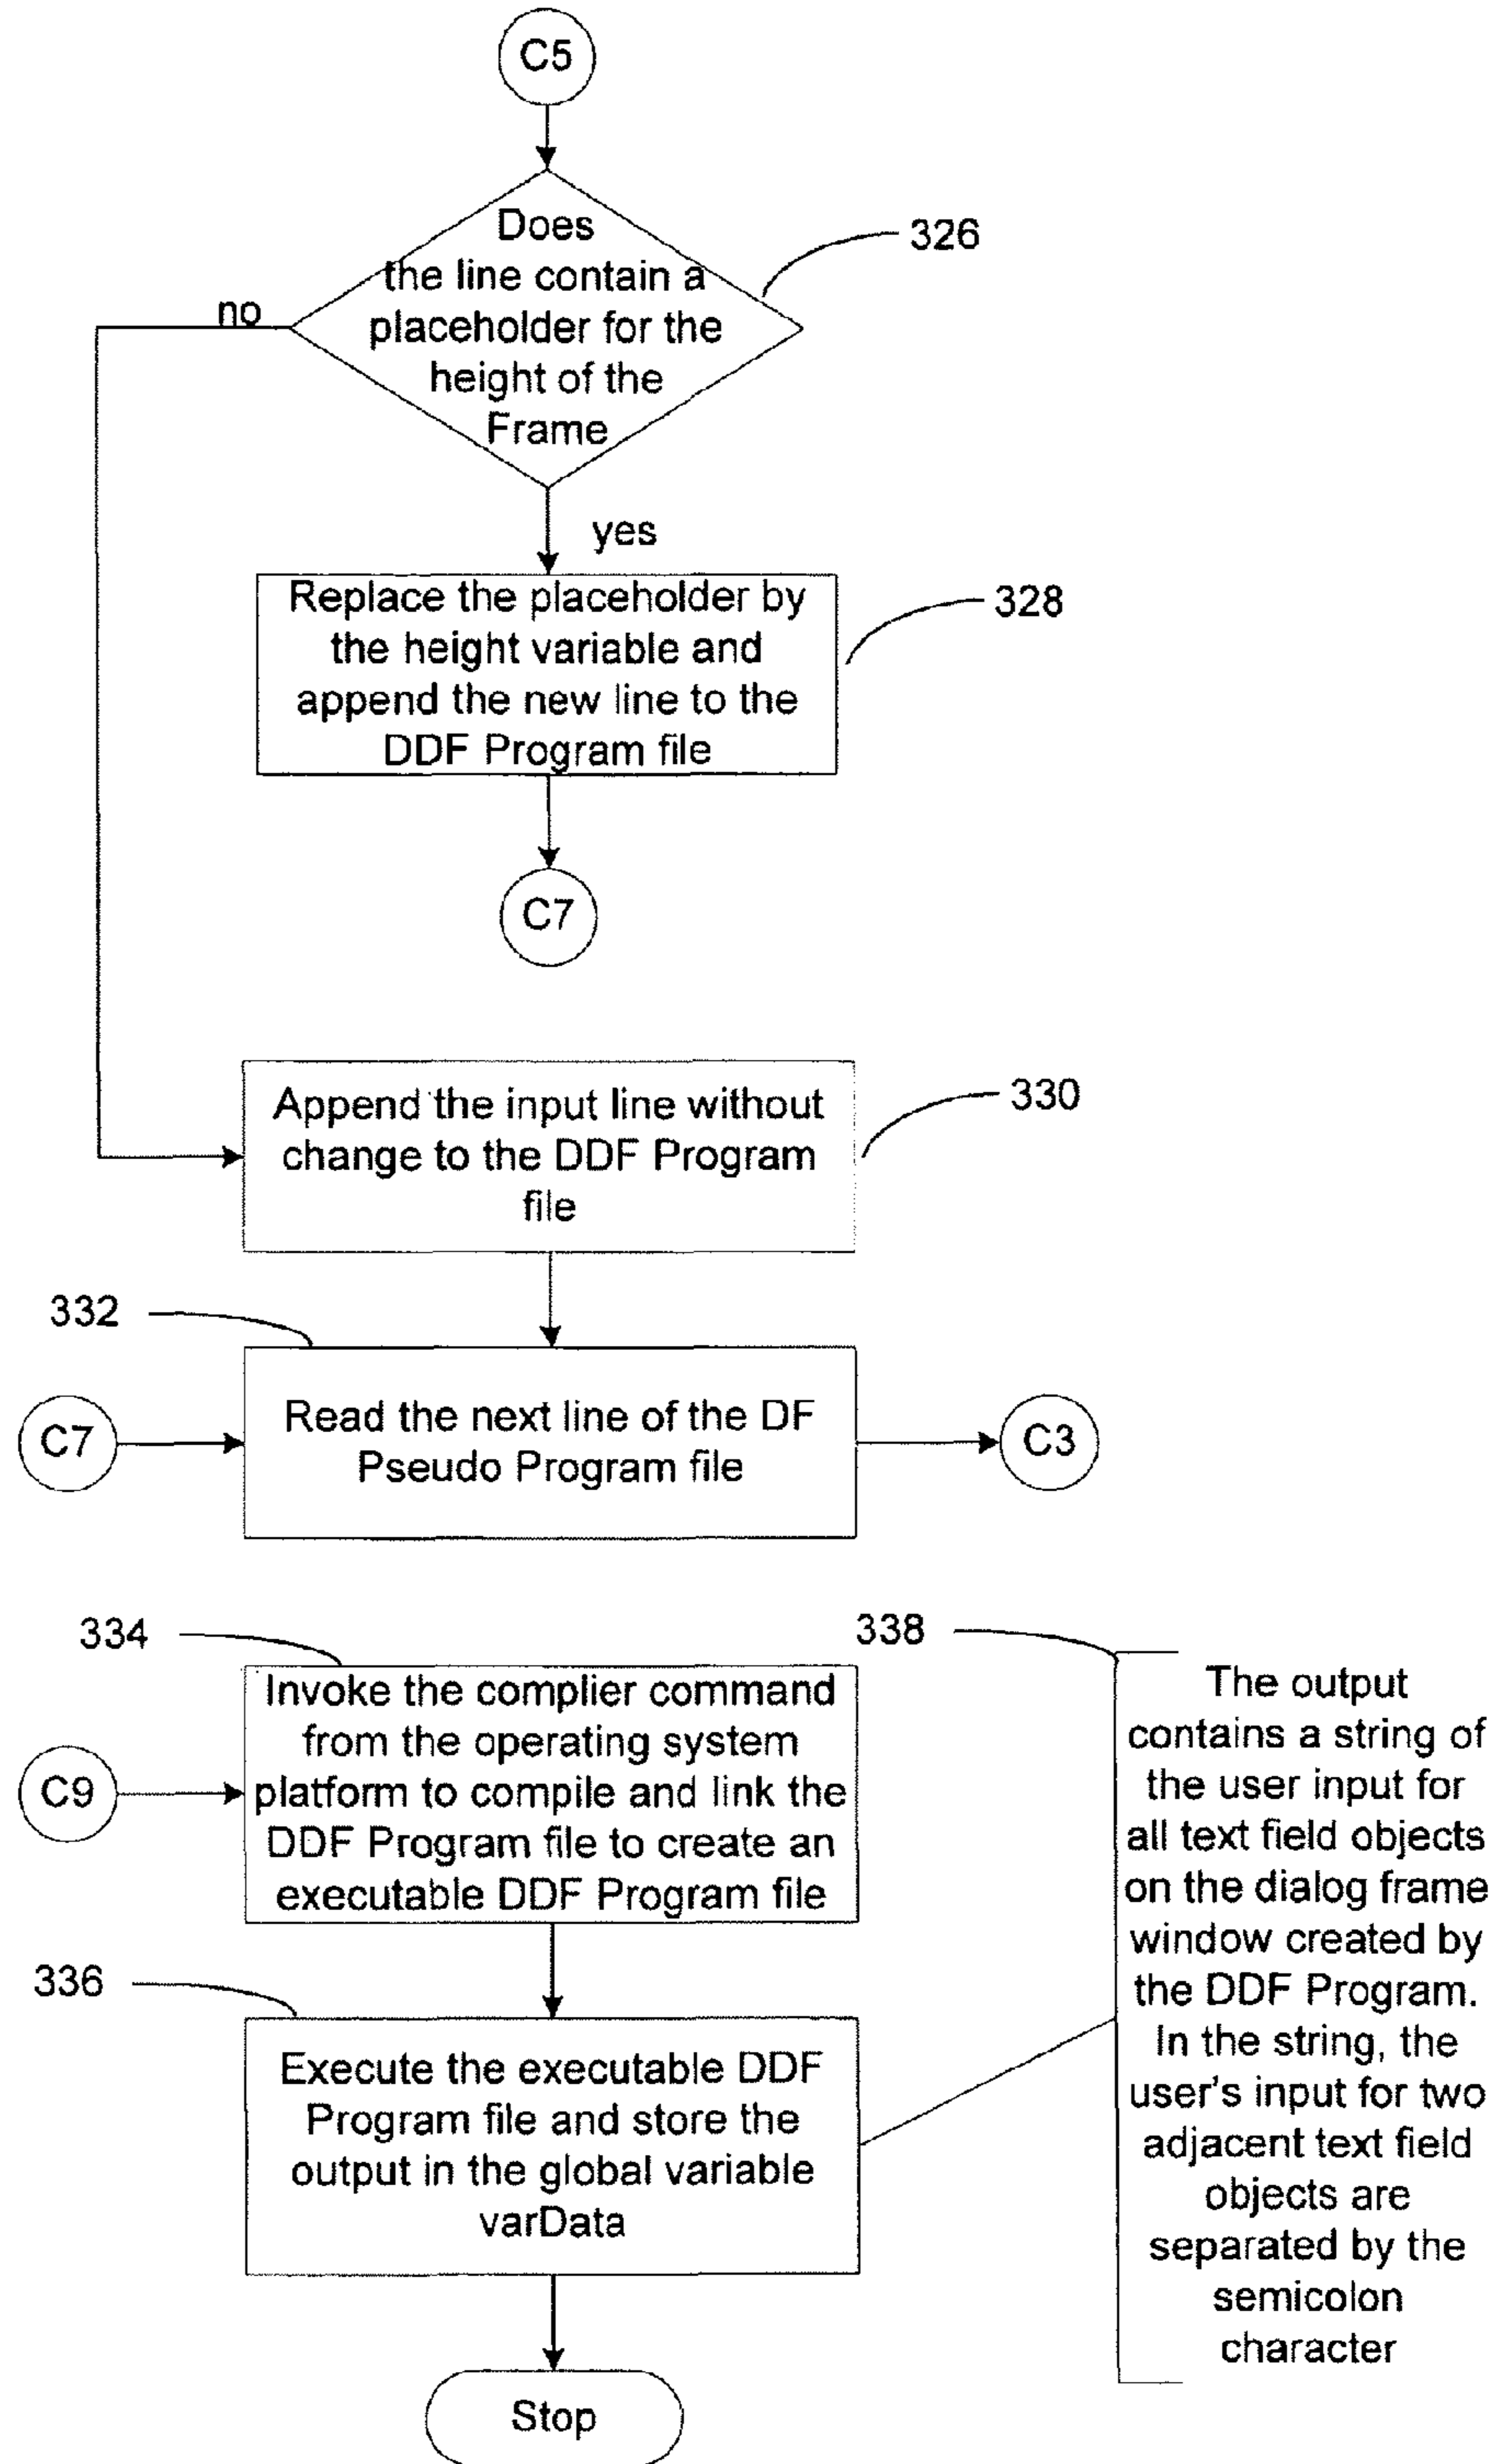 C5
Does
the line contain a
placeholder for the
height of the
Frame
326
no
yes
Replace the placeholder by
the height variable and
append the new line to the
DDF Program file
328
C7
Append the input line without
change to the DDF Program
file
330
332
C7
Read the next line of the DF
Pseudo Program file
C3
334
C9
Invoke the complier command
from the operating system
platform to compile and link the
DDF Program file to create an
executable DDF Program file
336
Execute the executable DDF
Program file and store the
output in the global variable
varData
338
The output
contains a string of
the user input for
all text field objects
on the dialog frame
window created by
the DDF Program.
In the string, the
user's input for two
adjacent text field
objects are
separated by the
semicolon
character
Stop